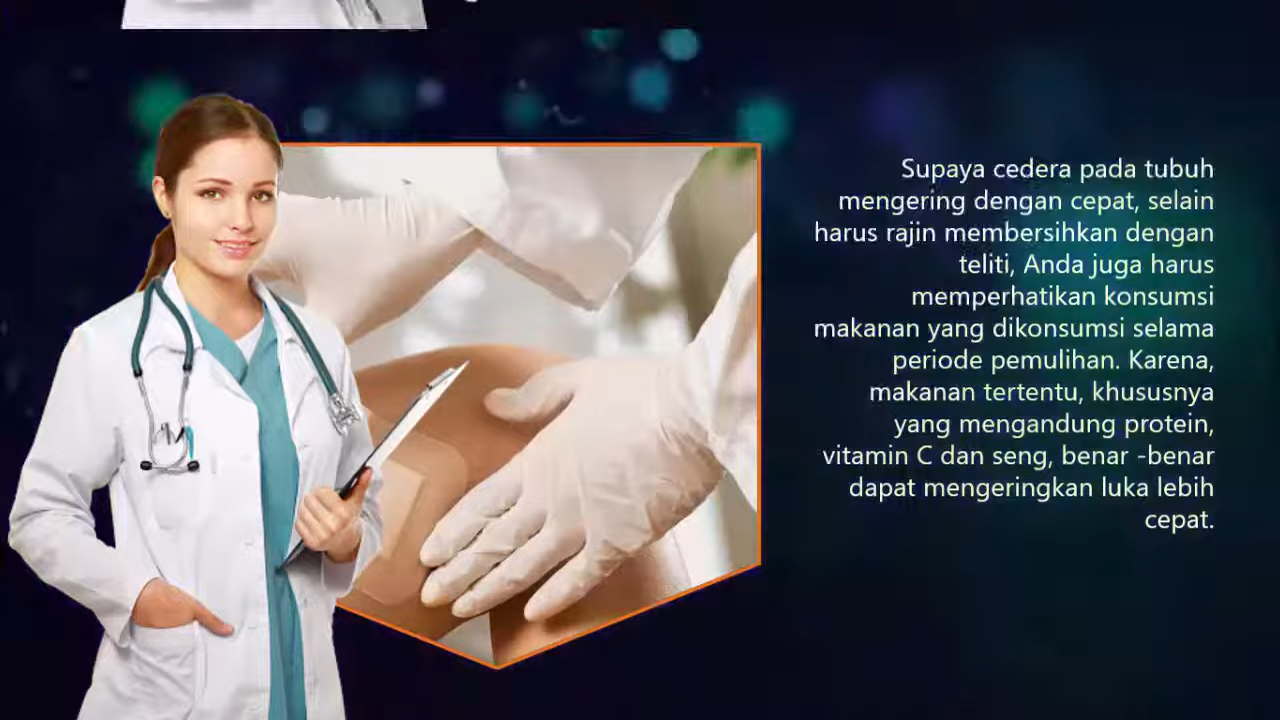 Supaya cedera pada tubuh
mengering dengan cepat, selain
harus rajin membersihkan dengan
teliti, Anda juga harus
memperhatikan konsumsi
makanan yang dikonsumsi selama
periode pemulihan. Karena,
makanan tertentu, khususnya
yang mengandung protein,
vitamin C dan seng, benar -benar
dapat mengeringkan luka lebih
cepat.